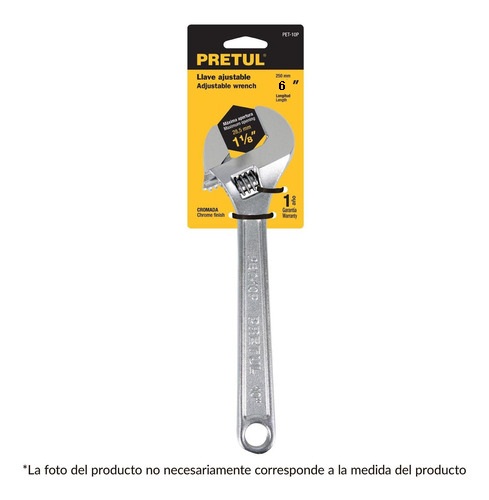 PET-10P
PRETUL®
Llave ajustable
Adjustable wrench
250 mm
6"
Longitud
Length
Máxima apertura
Maximum opening
28,5 mm
1 1/8"
CROMADA
Chrome finish
1 año
Garantía
Warranty
PRETUL
*La foto del producto no necesariamente corresponde a la medida del producto